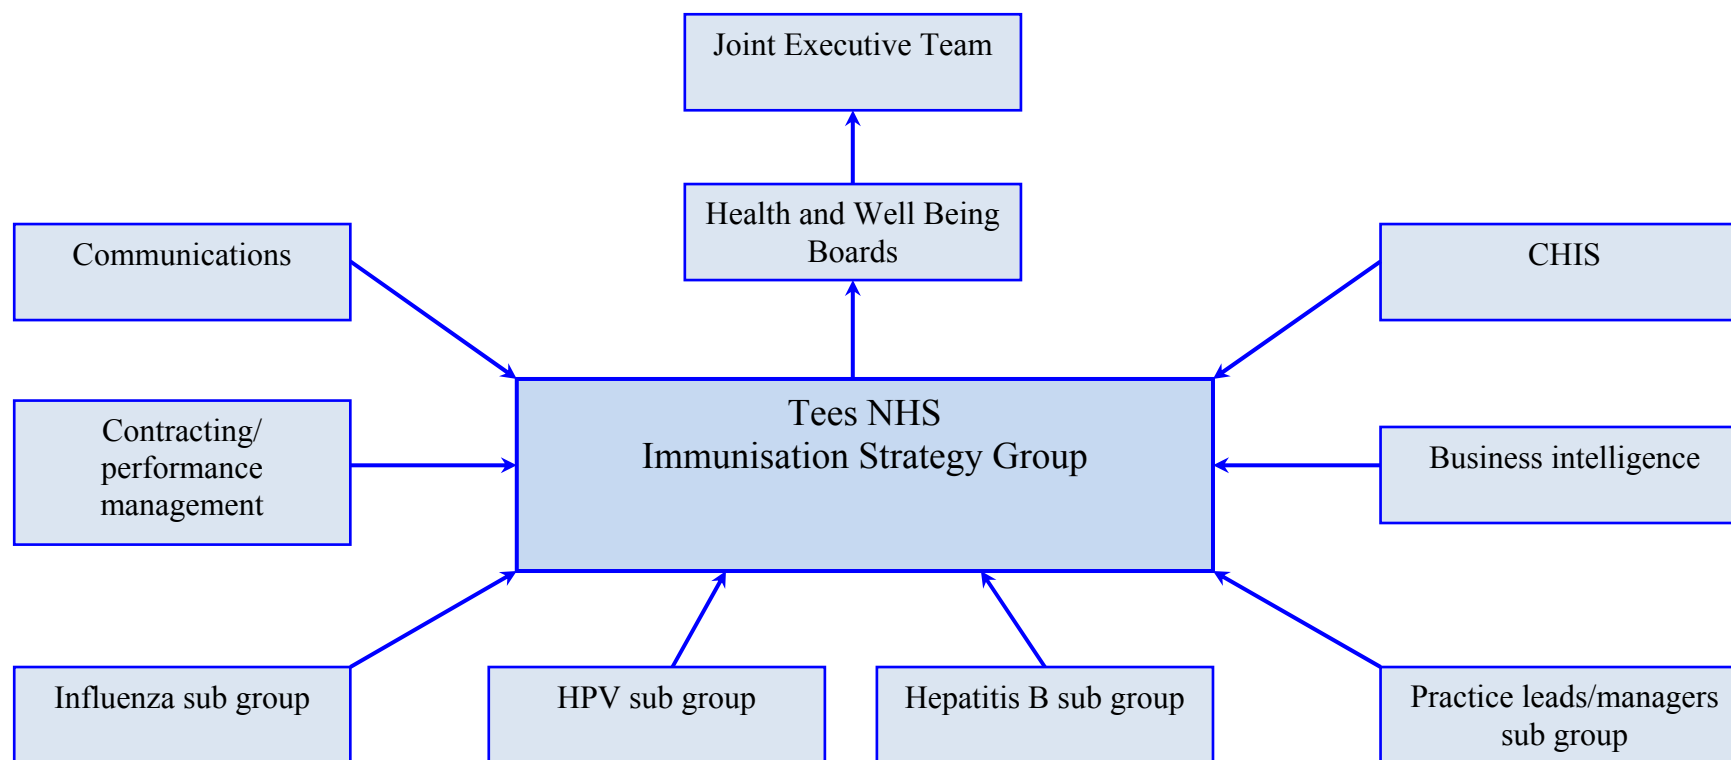 Joint Executive Team
Health and Well Being
Boards
Communications
CHIS
Tees NHS
Immunisation Strategy Group
Contracting/
performance
management
Business intelligence
Influenza sub group
HPV sub group
Hepatitis B sub group
Practice leads/managers
sub group